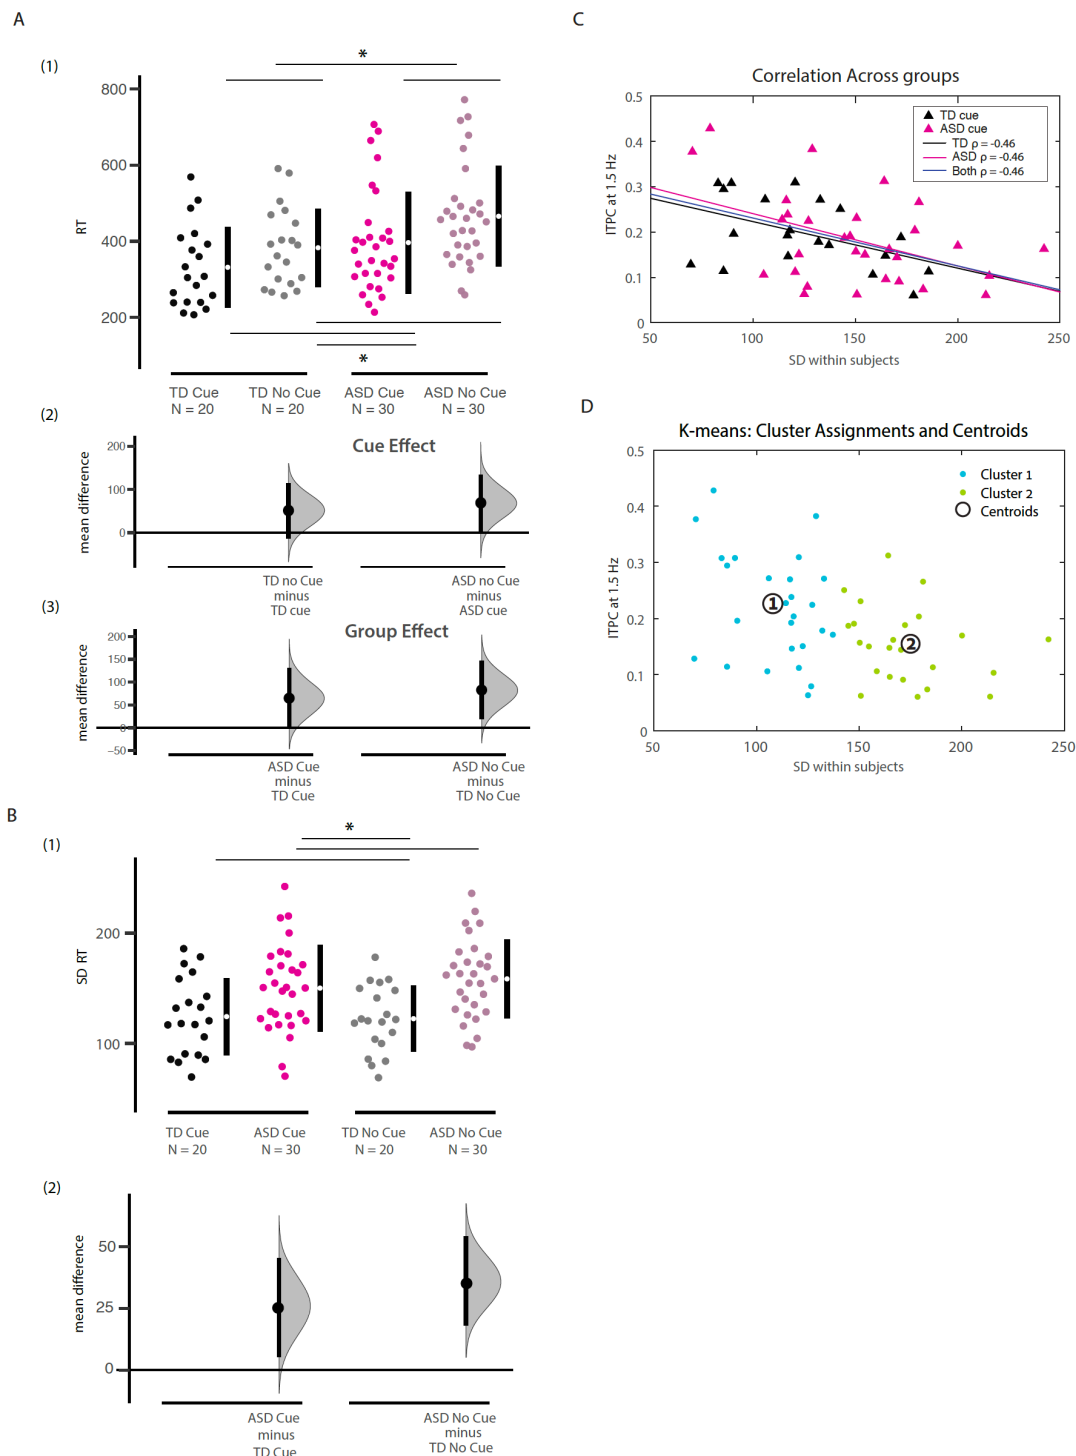 A
(1)
*
800
600
RT
400
200
*
TD Cue
N = 20
TD No Cue
N = 20
ASD Cue
N = 30
ASD No Cue
N = 30
(2)
Cue Effect
200
100
0
mean difference
TD no Cue
minus
TD cue
ASD no Cue
minus
ASD cue
(3)
Group Effect
200
150
100
50
0
−50
mean difference
ASD Cue
minus
TD Cue
ASD No Cue
minus
TD No Cue
B
(1)
*
200
SD RT
100
TD Cue
N = 20
ASD Cue
N = 30
TD No Cue
N = 20
ASD No Cue
N = 30
(2)
50
25
0
mean difference
ASD Cue
minus
TD Cue
ASD No Cue
minus
TD No Cue
C
Correlation Across groups
0.5
0.4
0.3
0.2
0.1
0
ITPC at 1.5 Hz
TD cue
ASD cue
TD ρ = -0.46
ASD ρ = -0.46
Both ρ = -0.46
50 100 150 200 250
SD within subjects
D
K-means: Cluster Assignments and Centroids
0.5
0.4
0.3
0.2
0.1
0
ITPC at 1.5 Hz
Cluster 1
Cluster 2
Centroids
1
2
50 100 150 200 250
SD within subjects